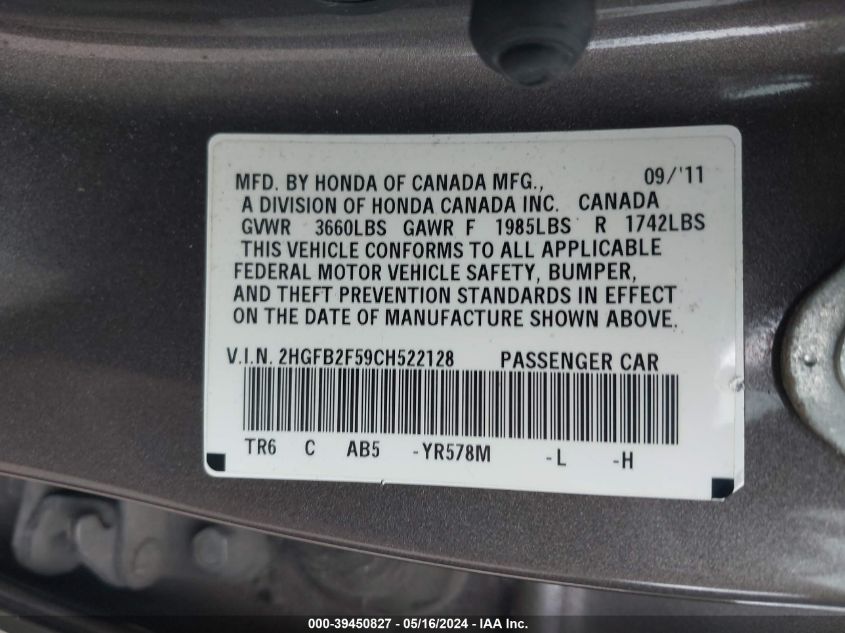 MFD. BY HONDA OF CANADA MFG., 09/'11
A DIVISION OF HONDA CANADA INC. CANADA
GVWR 3660LBS GAWR F 1985LBS R 1742LBS
THIS VEHICLE CONFORMS TO ALL APPLICABLE
FEDERAL MOTOR VEHICLE SAFETY, BUMPER,
AND THEFT PREVENTION STANDARDS IN EFFECT
ON THE DATE OF MANUFACTURE SHOWN ABOVE.
V.I.N. 2HGFB2F59CH522128 PASSENGER CAR
TR6 C AB5 -YR578M -L -H
000-39450827 - 05/16/2024 - IAA Inc.